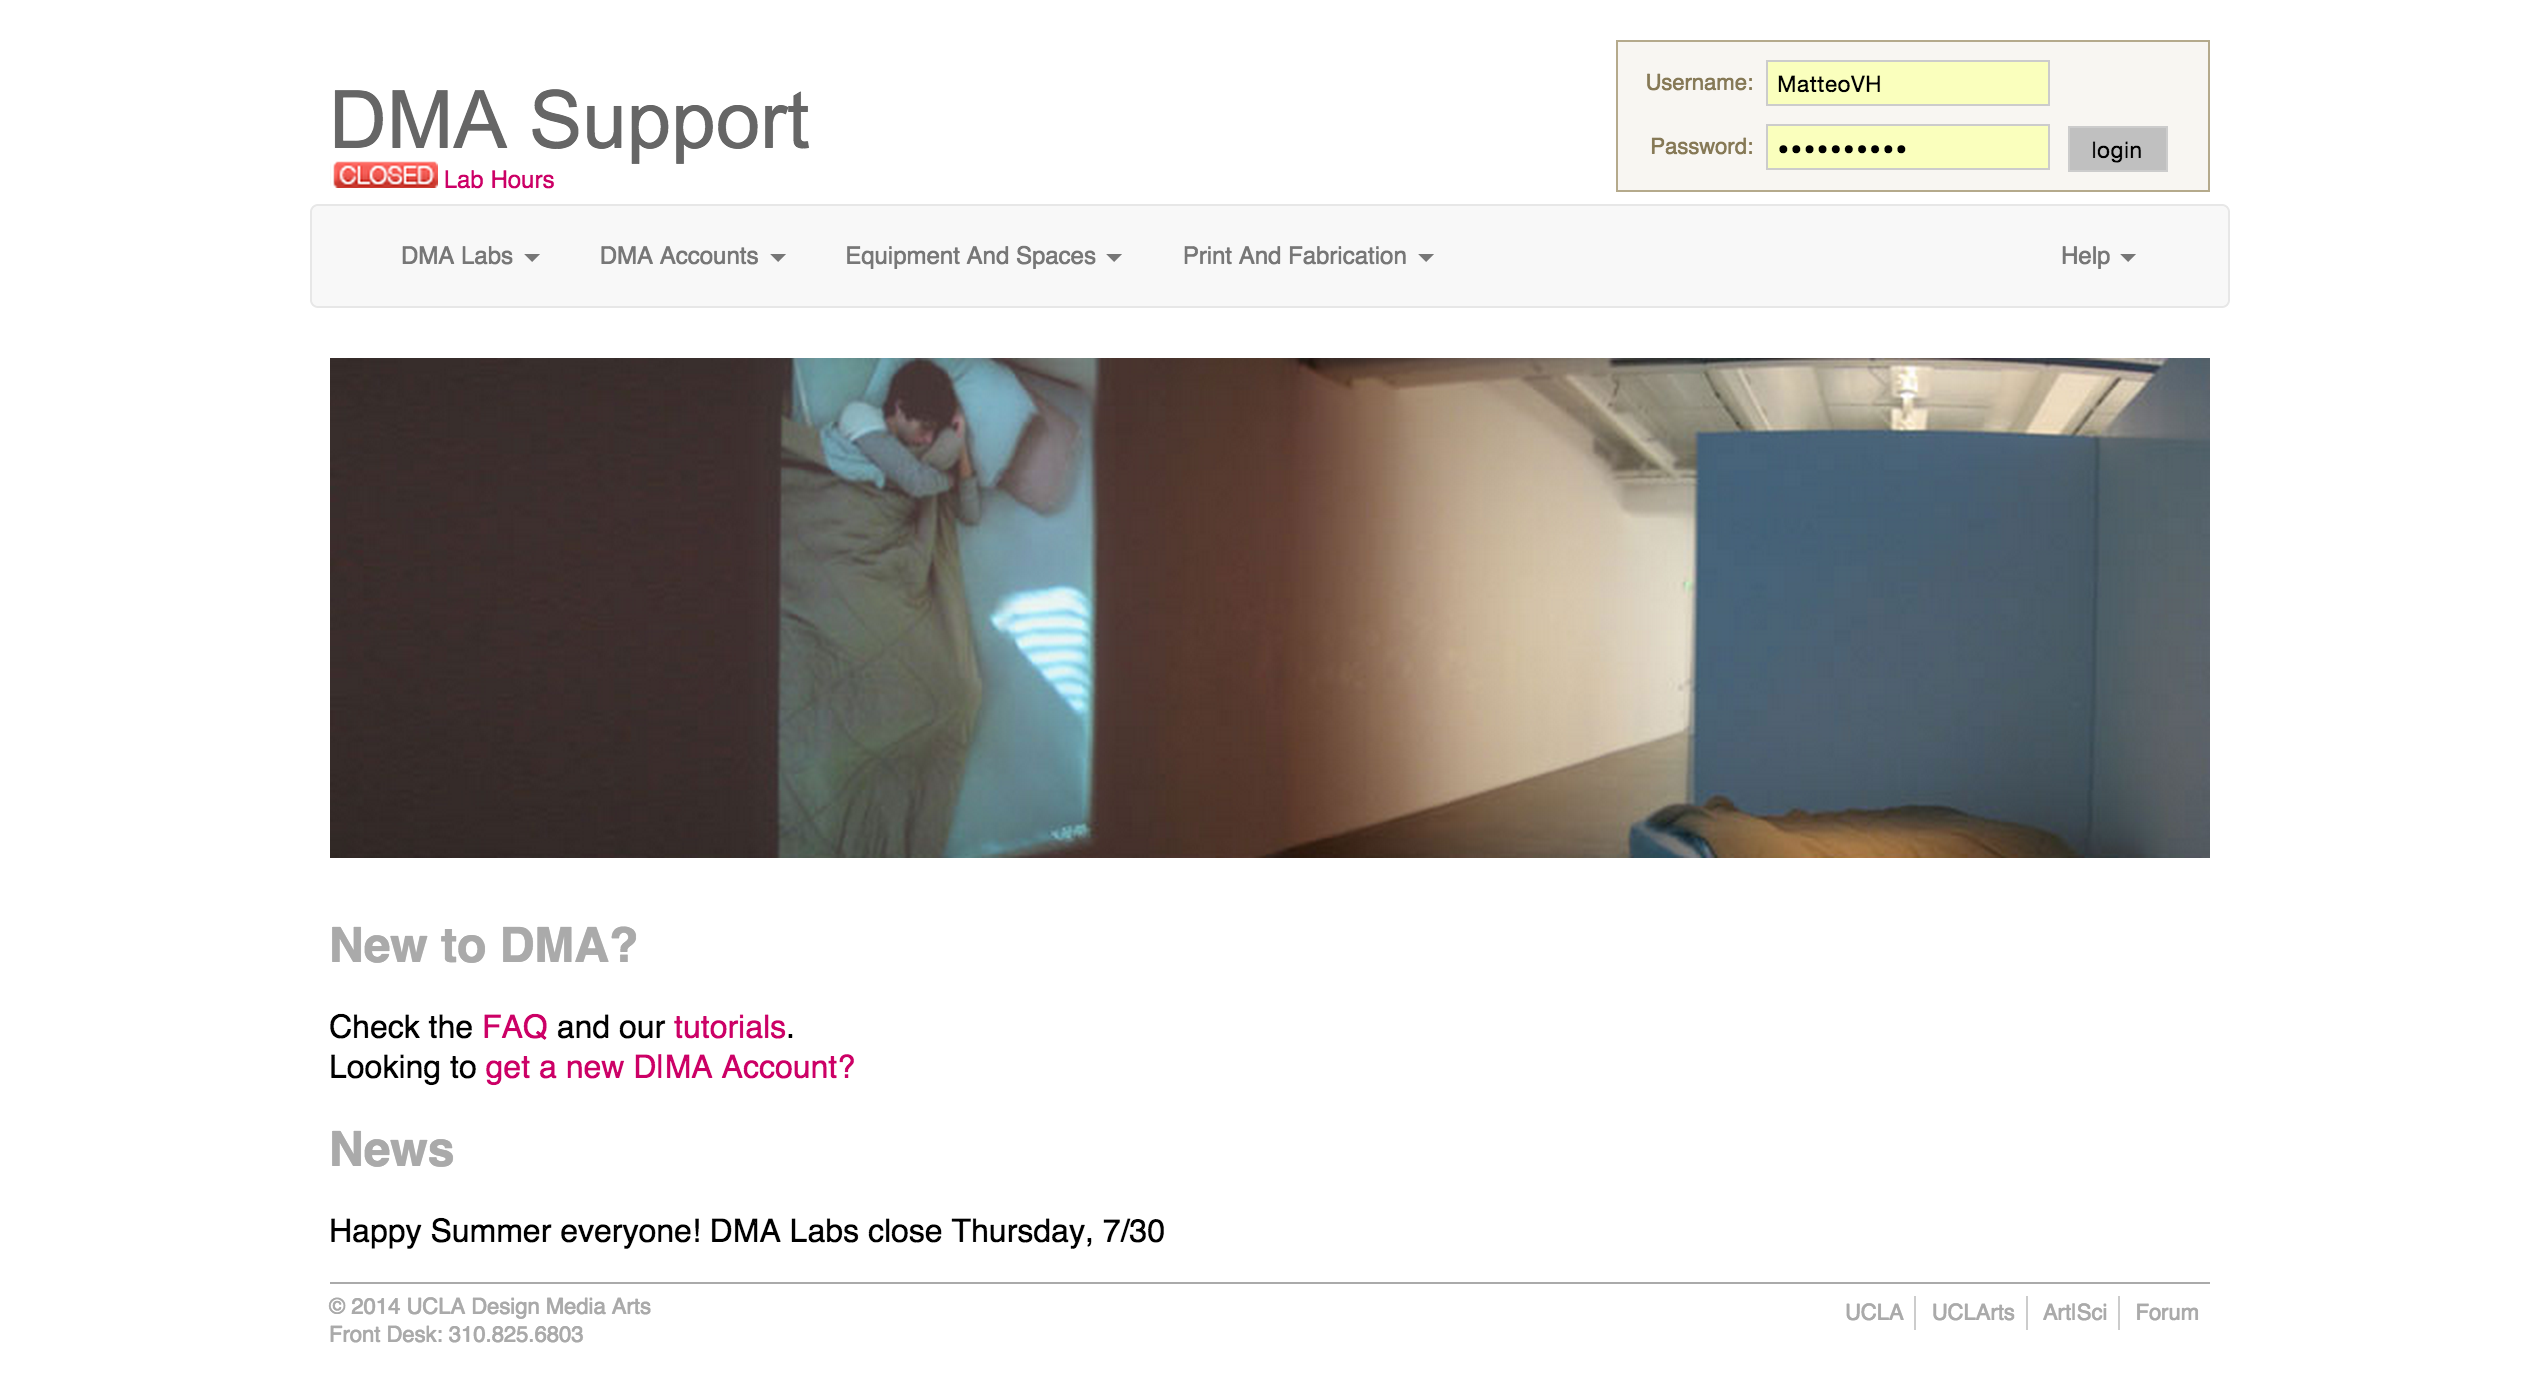 DMA Support
CLOSED Lab Hours
Username: MatteoVH
Password: ••••••••••
login
DMA Labs DMA Accounts Equipment And Spaces Print And Fabrication Help
New to DMA?
Check the FAQ and our tutorials.
Looking to get a new D|MA Account?
News
Happy Summer everyone! DMA Labs close Thursday, 7/30
© 2014 UCLA Design Media Arts
Front Desk: 310.825.6803
UCLA UCLArts Art|Sci Forum